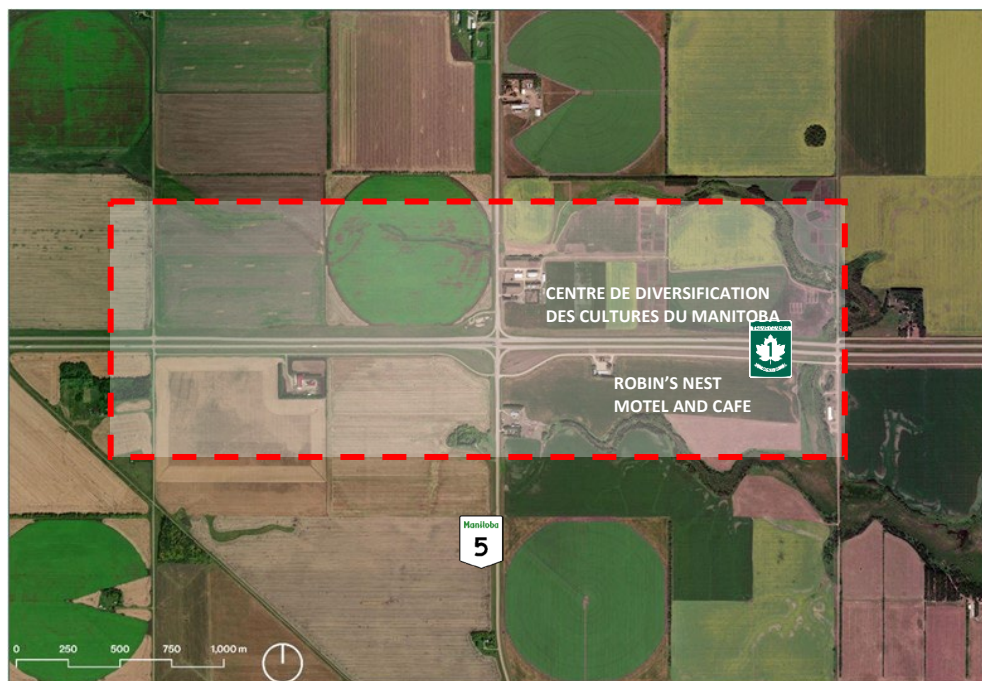 CENTRE DE DIVERSIFICATION
DES CULTURES DU MANITOBA
1
ROBIN'S NEST
MOTEL AND CAFE
Manitoba
5
0 250 500 750 1,000 m